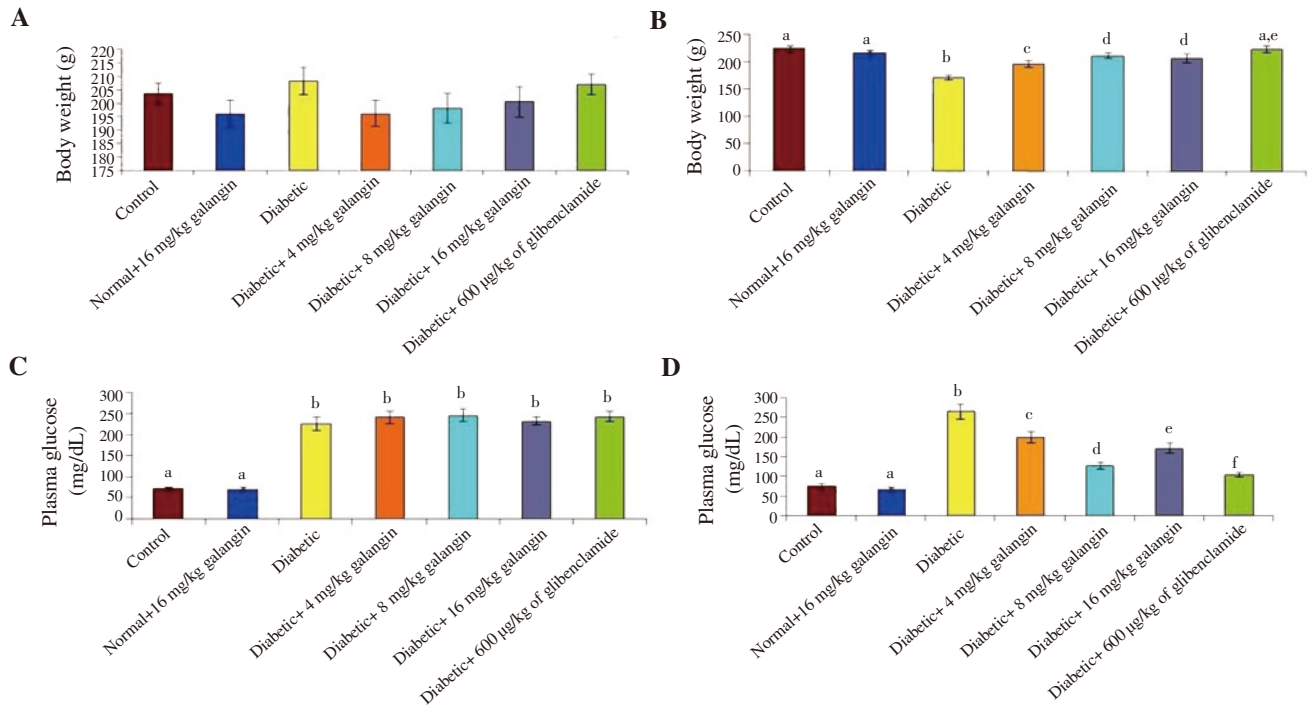 A
Body weight (g)
220
215
210
205
200
195
190
185
180
175
Control
Normal+16 mg/kg galangin
Diabetic
Diabetic+ 4 mg/kg galangin
Diabetic+ 8 mg/kg galangin
Diabetic+ 16 mg/kg galangin
Diabetic+ 600 μg/kg of glibenclamide
B
Body weight (g)
250
200
150
100
50
0
a
a
b
c
d
d
a,e
Control
Normal+16 mg/kg galangin
Diabetic
Diabetic+ 4 mg/kg galangin
Diabetic+ 8 mg/kg galangin
Diabetic+ 16 mg/kg galangin
Diabetic+ 600 μg/kg of glibenclamide
C
Plasma glucose
(mg/dL)
300
250
200
150
100
50
0
a
a
b
b
b
b
b
Control
Normal+16 mg/kg galangin
Diabetic
Diabetic+ 4 mg/kg galangin
Diabetic+ 8 mg/kg galangin
Diabetic+ 16 mg/kg galangin
Diabetic+ 600 μg/kg of glibenclamide
D
Plasma glucose
(mg/dL)
300
250
200
150
100
50
0
a
a
b
c
d
e
f
Control
Normal+16 mg/kg galangin
Diabetic
Diabetic+ 4 mg/kg galangin
Diabetic+ 8 mg/kg galangin
Diabetic+ 16 mg/kg galangin
Diabetic+ 600 μg/kg of glibenclamide